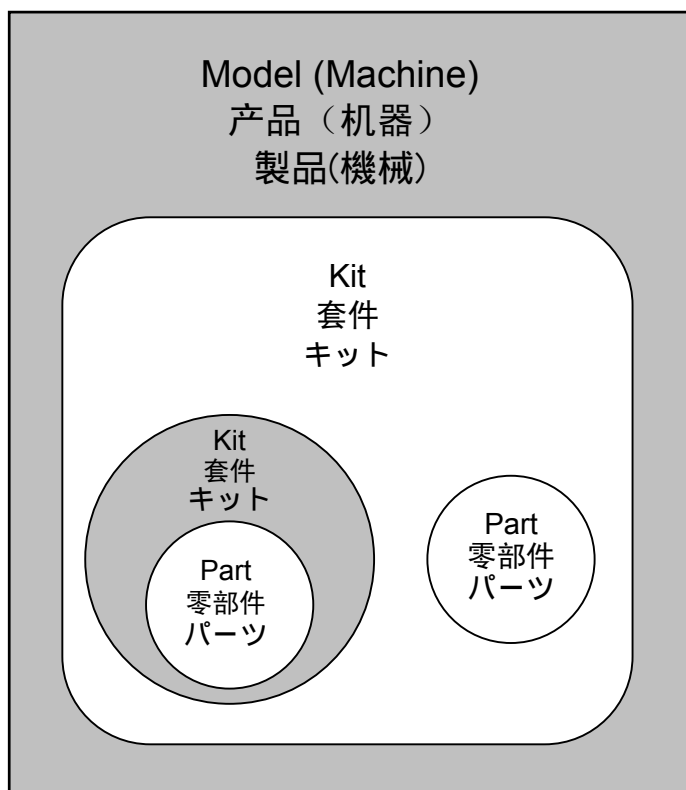 Model (Machine)
产品（机器）
製品(機械)
Kit
套件
キット
Kit
套件
キット
Part
零部件
パーツ
Part
零部件
パーツ